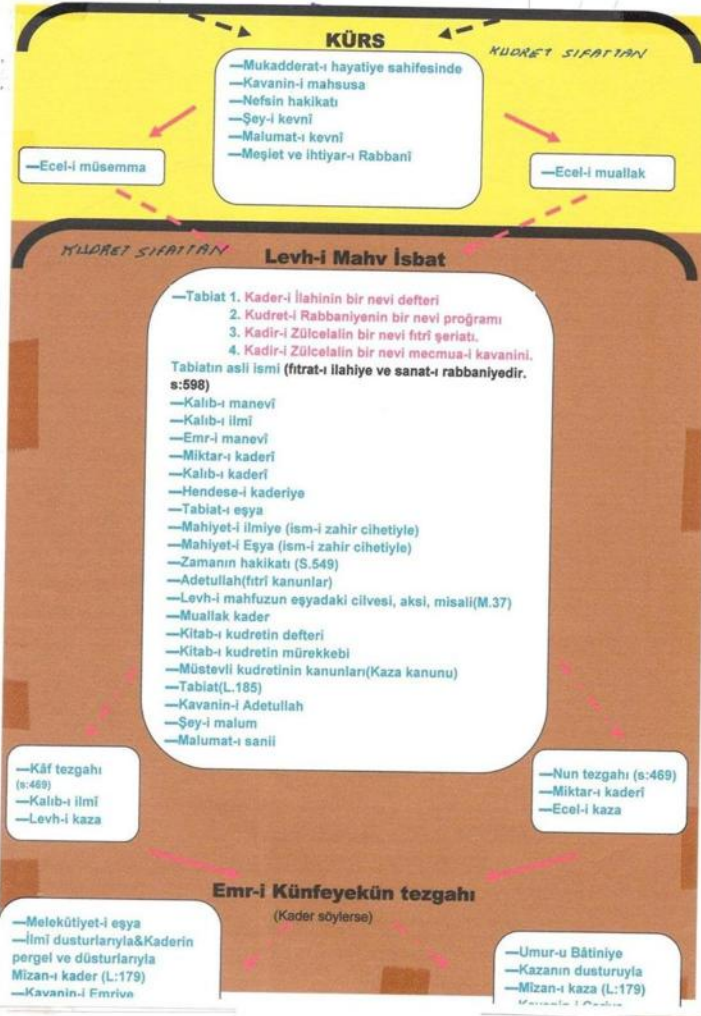 KÜRS
KUDRET SIFATTAN
—Mukadderat-ı hayatiye sahifesinde
—Kavanin-i mahsusa
—Nefsin hakikatı
—Şey-i kevnî
—Malumat-ı kevnî
—Meşiet ve ihtiyar-ı Rabbanî
—Ecel-i müsemma
—Ecel-i muallak
KUDRET SIFATTAN
Levh-i Mahv İsbat
—Tabiat 1. Kader-i İlahinin bir nevi defteri
2. Kudret-i Rabbaniyenin bir nevi proğramı
3. Kadir-i Zülcelalin bir nevi fıtrî şeriatı.
4. Kadir-i Zülcelalin bir nevi mecmua-i kavanini.
Tabiatın asli ismi (fıtrat-ı ilahiye ve sanat-ı rabbaniyedir.
s:598)
—Kalıb-ı manevî
—Kalıb-ı ilmî
—Emr-i manevî
—Miktar-ı kaderî
—Kalıb-ı kaderî
—Hendese-i kaderiye
—Tabiat-ı eşya
—Mahiyet-i ilmiye (ism-i zahir cihetiyle)
—Mahiyet-i Eşya (ism-i zahir cihetiyle)
—Zamanın hakikatı (S.549)
—Adetullah(fıtrî kanunlar)
—Levh-i mahfuzun eşyadaki cilvesi, aksi, misali(M.37)
—Muallak kader
—Kitab-ı kudretin defteri
—Kitab-ı kudretin mürekkebi
—Müstevli kudretinin kanunları(Kaza kanunu)
—Tabiat(L.185)
—Kavanin-i Adetullah
—Şey-i malum
—Malumat-ı sanii
—Kâf tezgahı
(s:469)
—Kalıb-ı ilmî
—Levh-i kaza
—Nun tezgahı (s:469)
—Miktar-ı kaderî
—Ecel-i kaza
Emr-i Künfeyekün tezgahı
(Kader söylerse)
—Melekûtiyet-i eşya
—İlmî dusturlarıyla&Kaderin
pergel ve düsturlarıyla
Mîzan-ı kader (L:179)
—Kavanin-i Emriye
—Umur-u Bâtiniye
—Kazanın dusturuyla
—Mîzan-ı kaza (L:179)